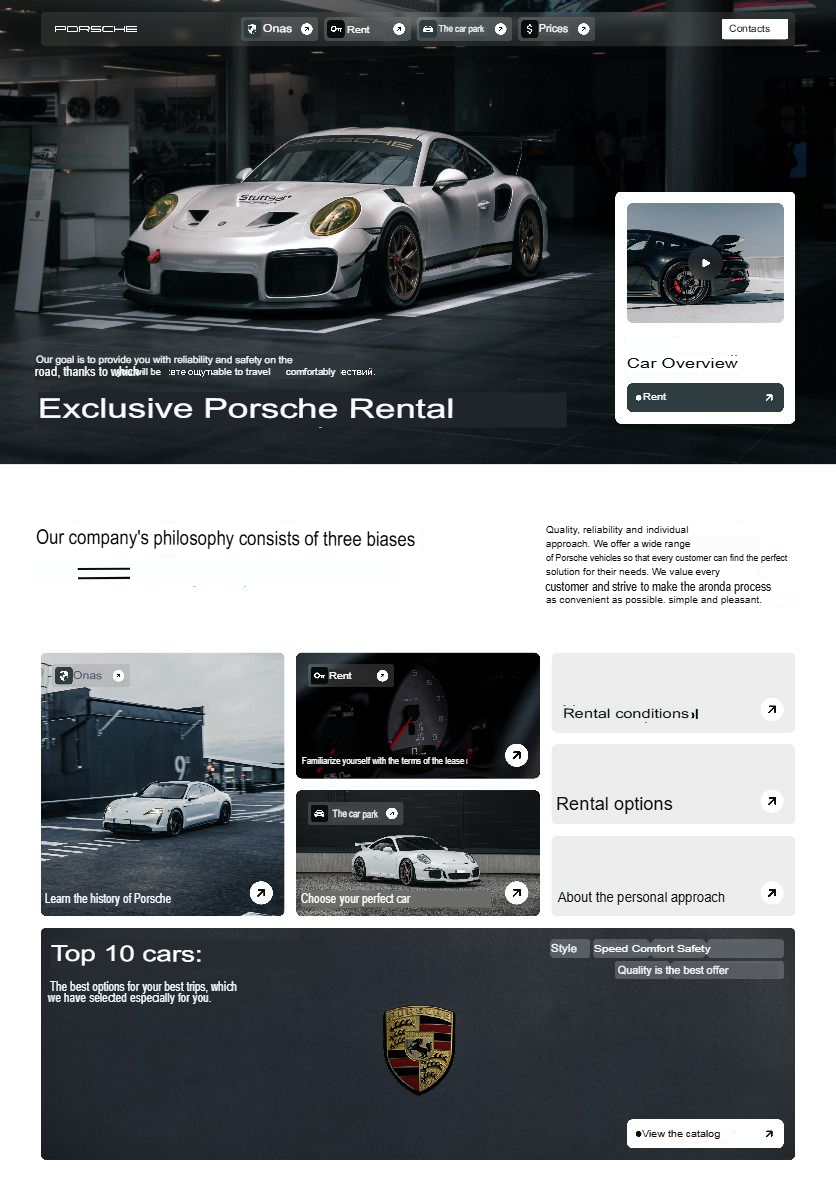 PORSCHE
Onas
Rent
The car park
Prices
Contacts
PORSCHE
Stuttgart
Our goal is to provide you with reliability and safety on the
road, thanks to which will be able to travel comfortably ествий.
Exclusive Porsche Rental
Car Overview
Rent
Our company's philosophy consists of three biases
Quality, reliability and individual
approach. We offer a wide range
of Porsche vehicles so that every customer can find the perfect
solution for their needs. We value every
customer and strive to make the aronda process
as convenient as possible. simple and pleasant.
Onas
9
Learn the history of Porsche
Rent
Familiarize yourself with the terms of the lease
The car park
Choose your perfect car
Rental conditions
Rental options
About the personal approach
Top 10 cars:
The best options for your best trips, which
we have selected especially for you.
Style
Speed Comfort Safety
Quality is the best offer
PORSCHE
View the catalog